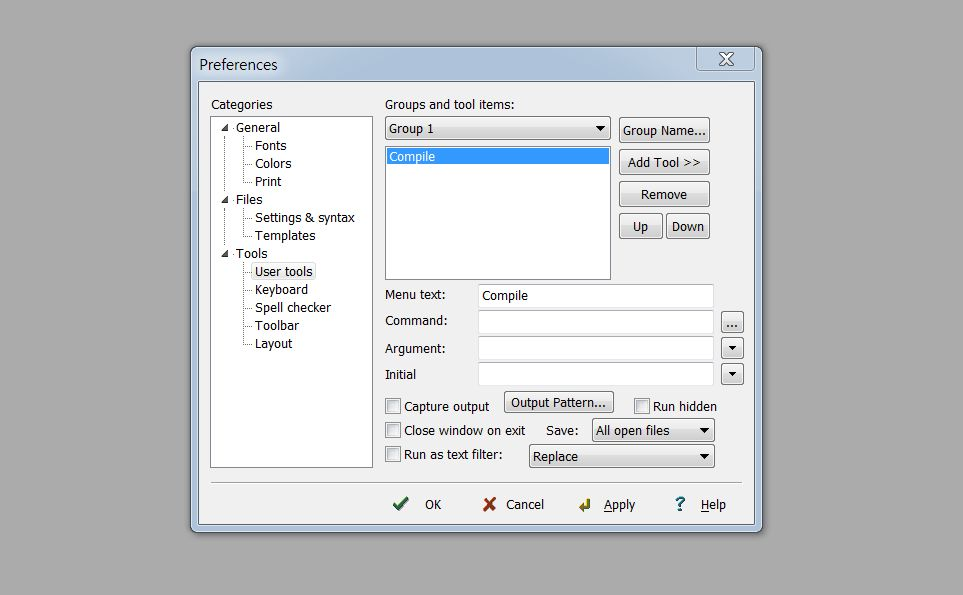 Preferences
Categories
General
Fonts
Colors
Print
Files
Settings & syntax
Templates
Tools
User tools
Keyboard
Spell checker
Toolbar
Layout
Groups and tool items:
Group 1
Group Name...
Compile
Add Tool >>
Remove
Up Down
Menu text: Compile
Command: ...
Argument:
Initial
Capture output Output Pattern... Run hidden
Close window on exit Save: All open files
Run as text filter: Replace
OK Cancel Apply ? Help